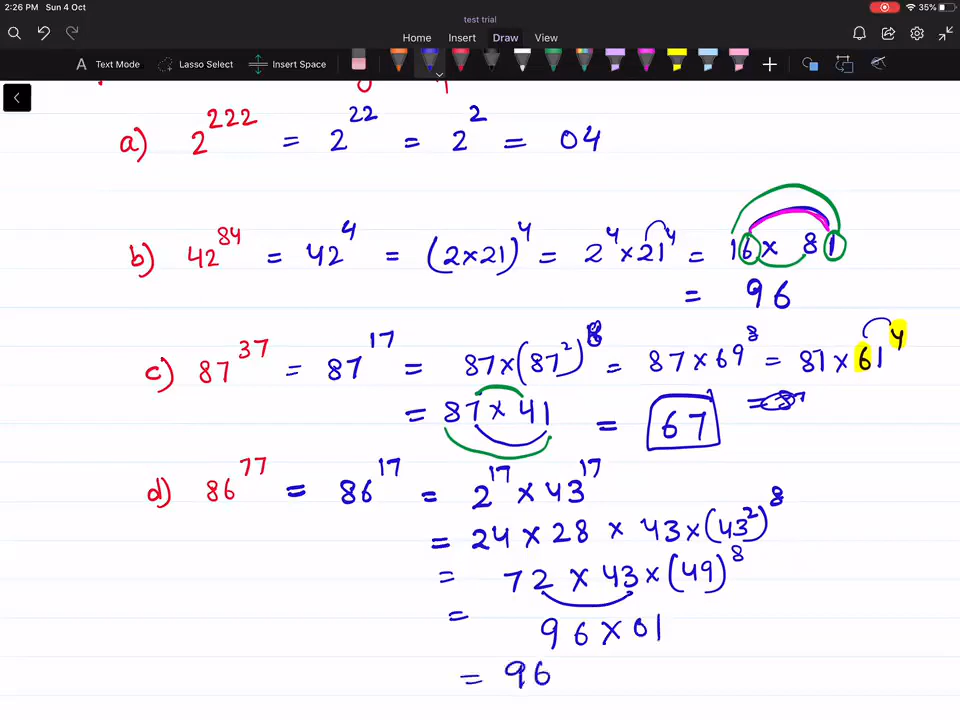 2:26 PM Sun 4 Oct 35%
test trial
Home Insert Draw View
A Text Mode Lasso Select Insert Space
a) 2^222 = 2^22 = 2^2 = 04
b) 42^84 = 42^4 = (2×21)^4 = 2^4×21^4 = 16× 81
= 96
c) 87^37 = 87^17 = 87×(87^2)^8 = 87×69^8 = 87×61^4
= 87× 41 = 67
d) 86^77 = 86^17 = 2^17 × 43^17
= 24 × 28 × 43×(43^2)^8
= 72 × 43×(49)^8
= 96×01
= 96